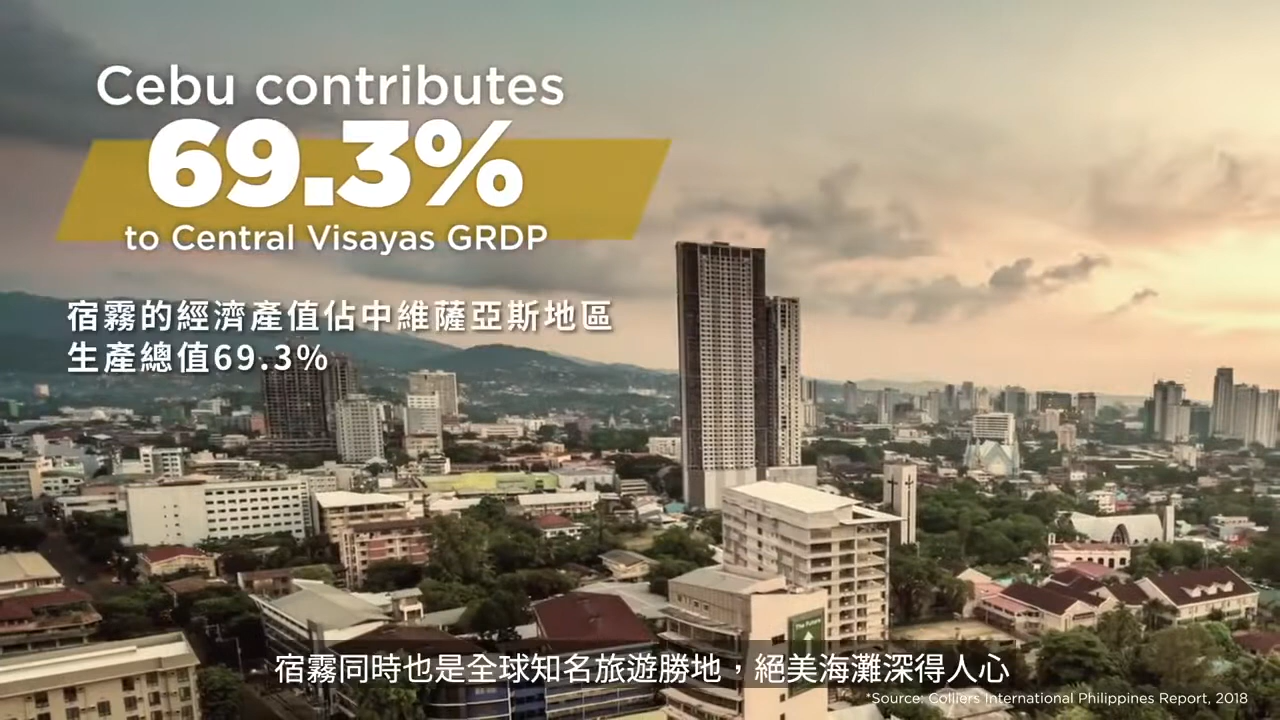 Cebu contributes
69.3%
to Central Visayas GRDP
宿霧的經濟產值佔中維薩亞斯地區
生產總值69.3%
The Future
宿霧同時也是全球知名旅遊勝地，絕美海灘深得人心
*Source: Colliers International Philippines Report, 2018